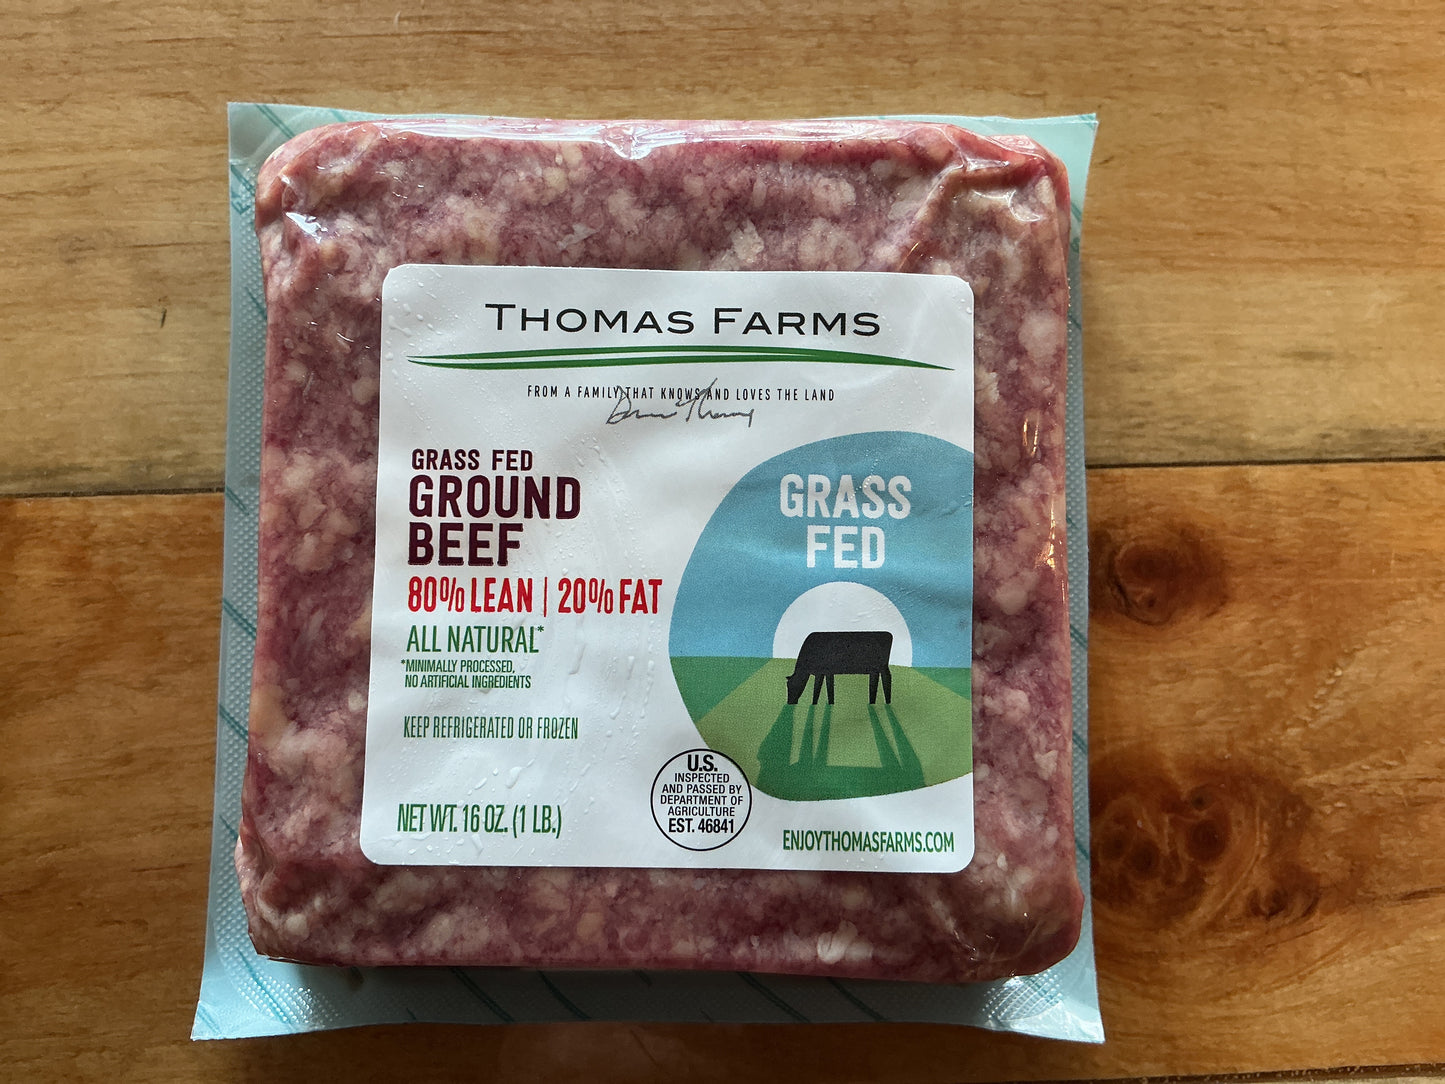 THOMAS FARMS
FROM A FAMILY THAT KNOWS AND LOVES THE LAND
GRASS FED
GROUND
BEEF
80% LEAN | 20% FAT
ALL NATURAL*
*MINIMALLY PROCESSED,
NO ARTIFICIAL INGREDIENTS
KEEP REFRIGERATED OR FROZEN
NET WT. 16 OZ. (1 LB.)
GRASS
FED
U.S.
INSPECTED
AND PASSED BY
DEPARTMENT OF
AGRICULTURE
EST. 46841
ENJOYTHOMASFARMS.COM